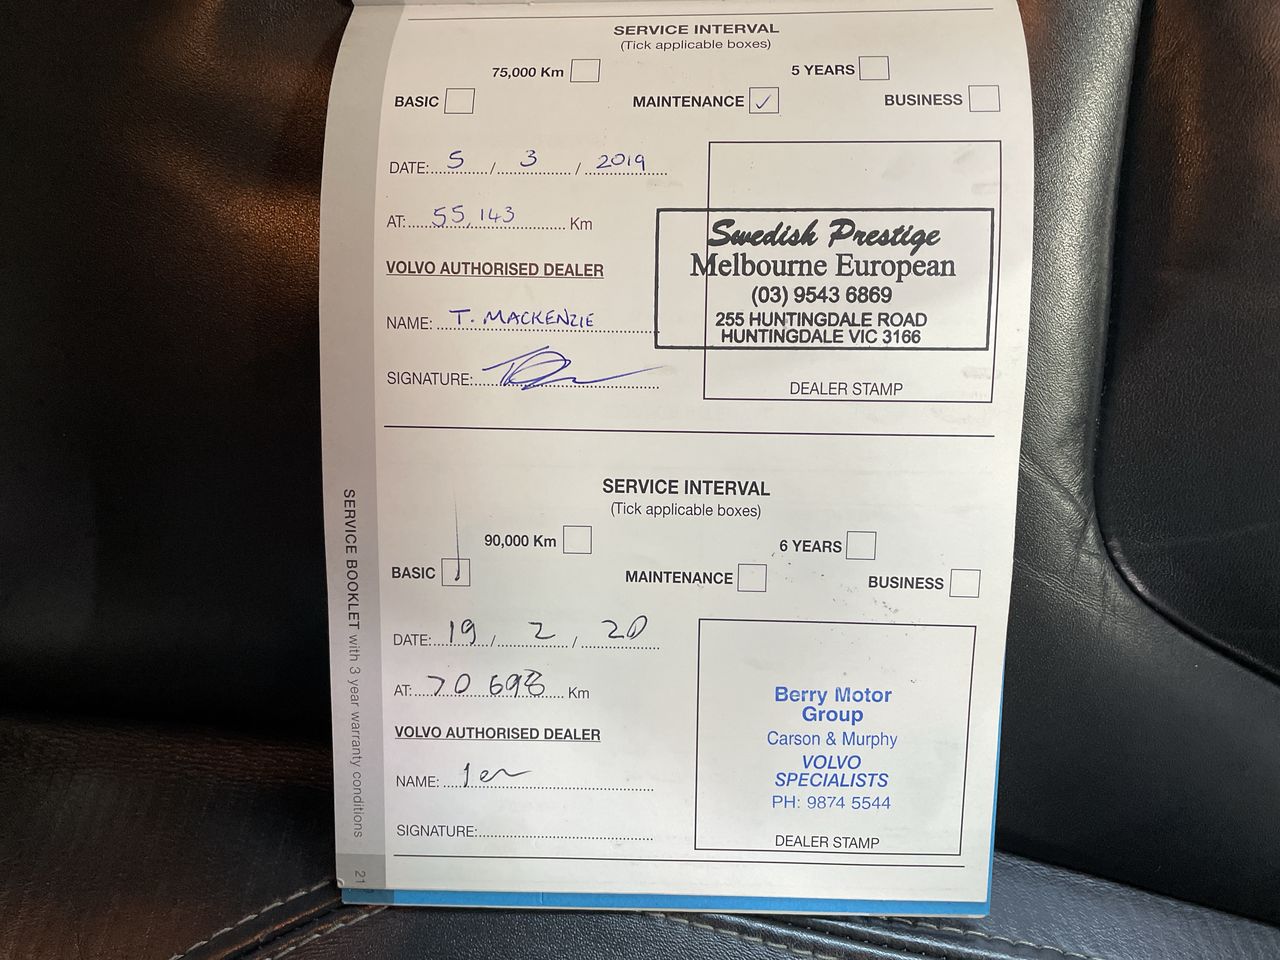 SERVICE INTERVAL
(Tick applicable boxes)
75,000 Km 5 YEARS
BASIC MAINTENANCE ✓ BUSINESS
DATE: 5 / 3 / 2019
AT: 55,143 Km
VOLVO AUTHORISED DEALER
NAME: T. MACKENZIE
SIGNATURE:
Swedish Prestige
Melbourne European
(03) 9543 6869
255 HUNTINGDALE ROAD
HUNTINGDALE VIC 3166
DEALER STAMP
SERVICE INTERVAL
(Tick applicable boxes)
90,000 Km 6 YEARS
BASIC MAINTENANCE BUSINESS
DATE: 19 / 2 / 20
AT: 70 698 Km
VOLVO AUTHORISED DEALER
NAME:
SIGNATURE:
Berry Motor
Group
Carson & Murphy
VOLVO
SPECIALISTS
PH: 9874 5544
DEALER STAMP
SERVICE BOOKLET with 3 year warranty conditions
21